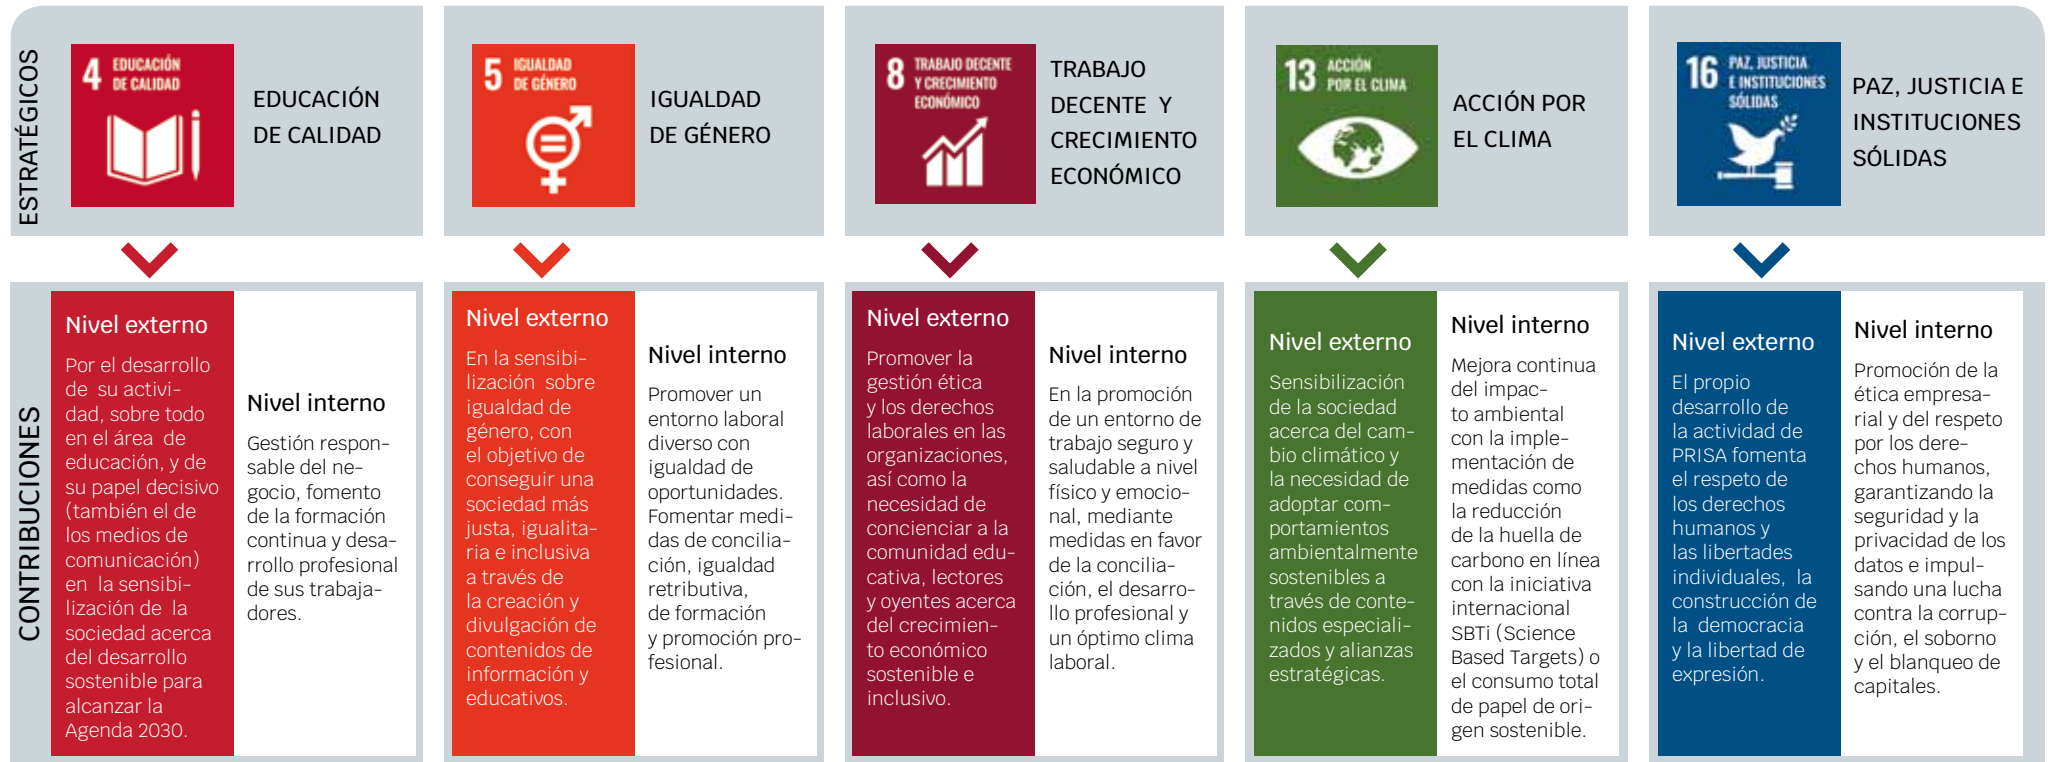 ESTRATÉGICOS
4 EDUCACIÓN
DE CALIDAD
EDUCACIÓN
DE CALIDAD
5 IGUALDAD
DE GÉNERO
IGUALDAD
DE GÉNERO
8 TRABAJO DECENTE
Y CRECIMIENTO
ECONÓMICO
TRABAJO
DECENTE Y
CRECIMIENTO
ECONÓMICO
13 ACCIÓN
POR EL CLIMA
ACCIÓN POR
EL CLIMA
16 PAZ, JUSTICIA
E INSTITUCIONES
SÓLIDAS
PAZ, JUSTICIA E
INSTITUCIONES
SÓLIDAS
CONTRIBUCIONES
Nivel externo
Por el desarrollo
de su activi-
dad, sobre todo
en el área de
educación, y de
su papel decisivo
(también el de
los medios de
comunicación)
en la sensibi-
lización de la
sociedad acerca
del desarrollo
sostenible para
alcanzar la
Agenda 2030.
Nivel interno
Gestión respon-
sable del ne-
gocio, fomento
de la formación
continua y desa-
rrollo profesional
de sus trabaja-
dores.
Nivel externo
En la sensibi-
lización sobre
igualdad de
género, con
el objetivo de
conseguir una
sociedad más
justa, igualita-
ria e inclusiva
a través de
la creación y
divulgación de
contenidos de
información y
educativos.
Nivel interno
Promover un
entorno laboral
diverso con
igualdad de
oportunidades.
Fomentar medi-
das de concilia-
ción, igualdad
retributiva,
de formación
y promoción pro-
fesional.
Nivel externo
Promover la
gestión ética
y los derechos
laborales en las
organizaciones,
así como la
necesidad de
concienciar a la
comunidad edu-
cativa, lectores
y oyentes acerca
del crecimien-
to económico
sostenible e
inclusivo.
Nivel interno
En la promoción
de un entorno de
trabajo seguro y
saludable a nivel
físico y emocio-
nal, mediante
medidas en favor
de la concilia-
ción, el desarro-
llo profesional y
un óptimo clima
laboral.
Nivel externo
Sensibilización
de la sociedad
acerca del cam-
bio climático y
la necesidad de
adoptar com-
portamientos
ambientalmente
sostenibles a
través de conte-
nidos especiali-
zados y alianzas
estratégicas.
Nivel interno
Mejora continua
del impac-
to ambiental
con la imple-
mentación de
medidas como
la reducción
de la huella de
carbono en línea
con la iniciativa
internacional
SBTi (Science
Based Targets) o
el consumo total
de papel de ori-
gen sostenible.
Nivel externo
El propio
desarrollo de
la actividad de
PRISA fomenta
el respeto de
los derechos
humanos y
las libertades
individuales, la
construcción de
la democracia
y la libertad de
expresión.
Nivel interno
Promoción de la
ética empresa-
rial y del respeto
por los dere-
chos humanos,
garantizando la
seguridad y la
privacidad de los
datos e impul-
sando una lucha
contra la corrup-
ción, el soborno
y el blanqueo de
capitales.